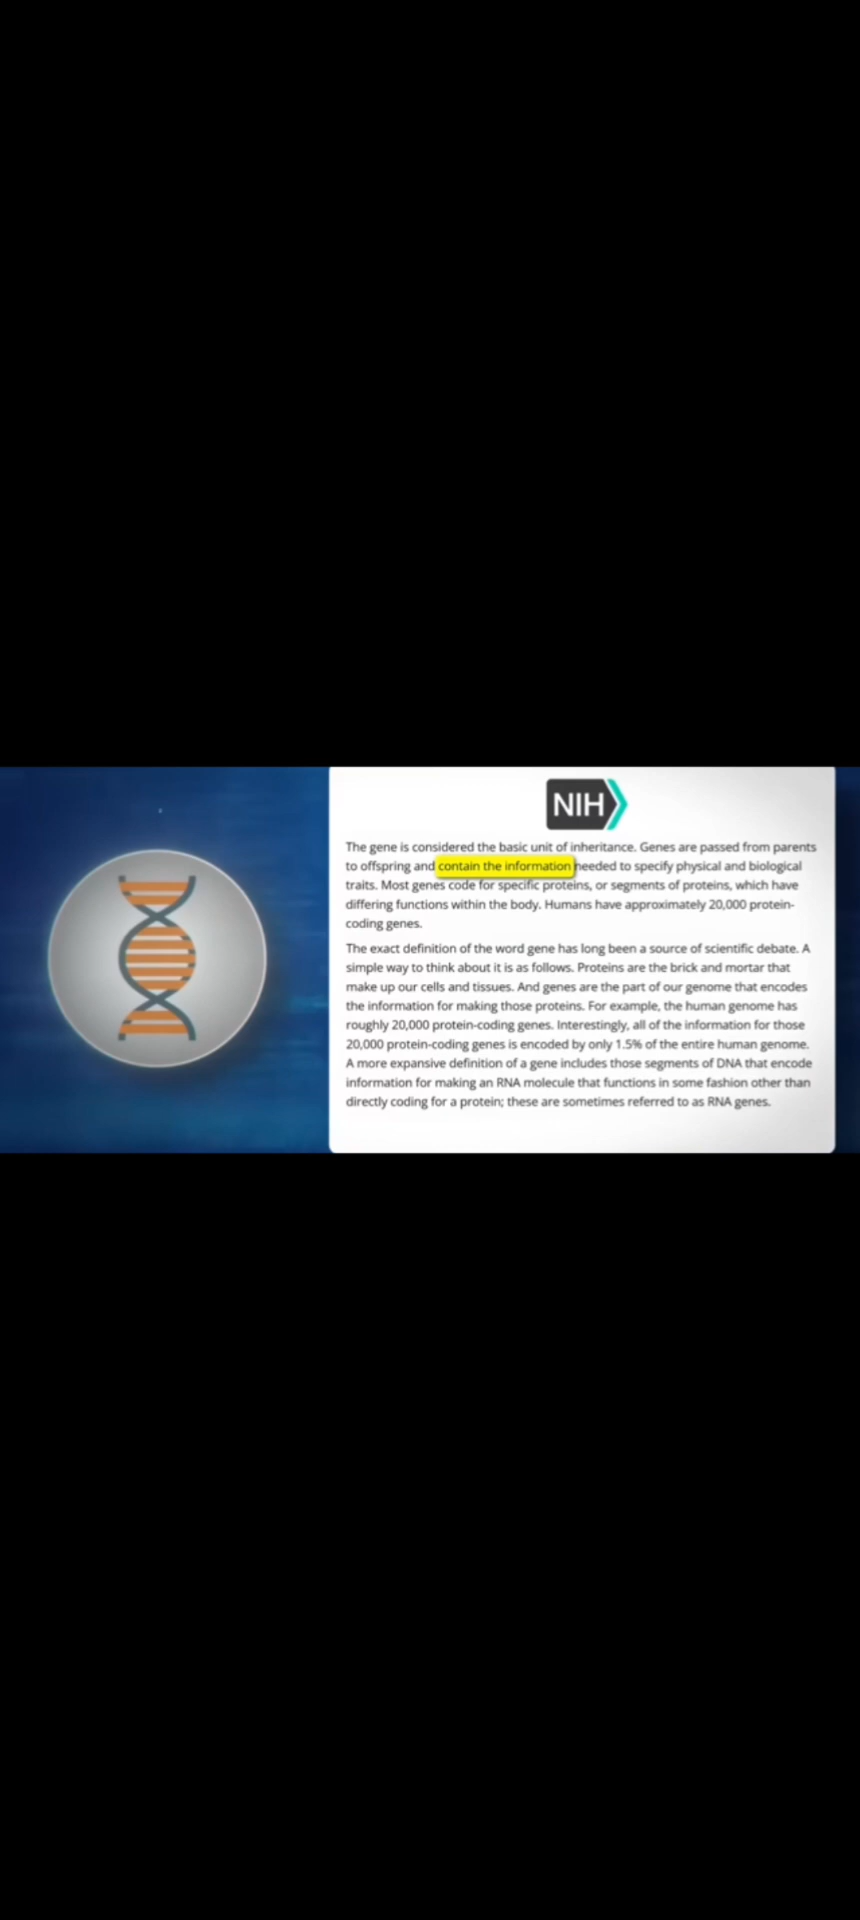 NIH
The gene is considered the basic unit of inheritance. Genes are passed from parents
to offspring and contain the information needed to specify physical and biological
traits. Most genes code for specific proteins, or segments of proteins, which have
differing functions within the body. Humans have approximately 20,000 protein-
coding genes.
The exact definition of the word gene has long been a source of scientific debate. A
simple way to think about it is as follows. Proteins are the brick and mortar that
make up our cells and tissues. And genes are the part of our genome that encodes
the information for making those proteins. For example, the human genome has
roughly 20,000 protein-coding genes. Interestingly, all of the information for those
20,000 protein-coding genes is encoded by only 1.5% of the entire human genome.
A more expansive definition of a gene includes those segments of DNA that encode
information for making an RNA molecule that functions in some fashion other than
directly coding for a protein; these are sometimes referred to as RNA genes.